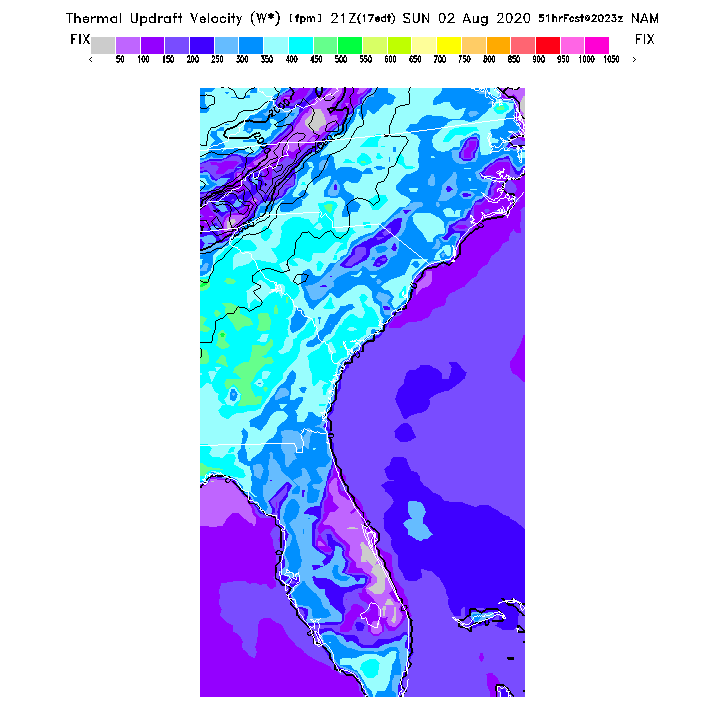 Thermal Updraft Velocity (W*) [fpm] 21Z(17edt) SUN 02 Aug 2020 51hrFcst@2023z NAM
FIX FIX
< 50 100 150 200 250 300 350 400 450 500 550 600 650 700 750 800 850 900 950 1000 1050 >